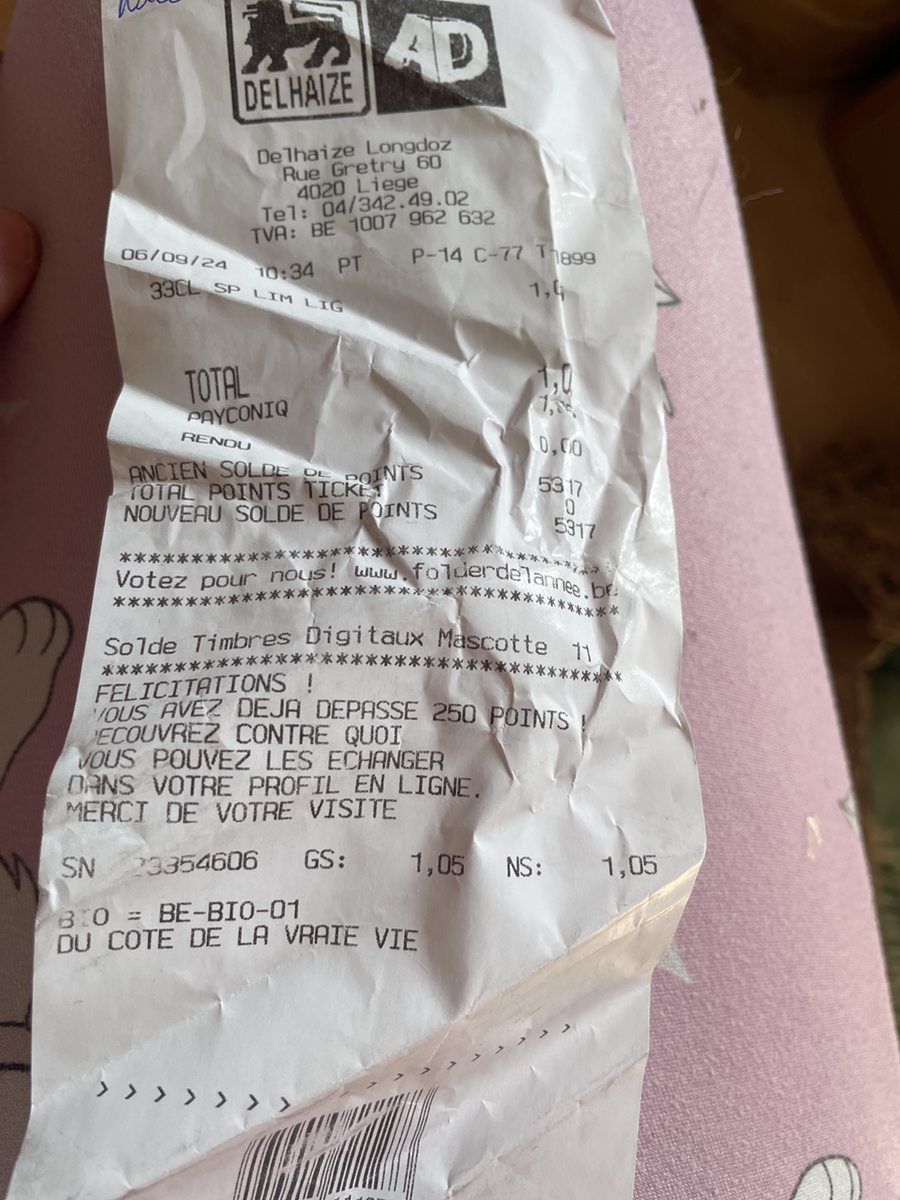 DELHAIZE AD
Delhaize Longdoz
Rue Gretry 60
4020 Liege
Tel: 04/342.49.02
TVA: BE 1007 962 632
06/09/24 10:34 PT P-14 C-77 T1899
33CL SP LIM LIG
TOTAL
PAYCONIQ
RENDU 0,00
ANCIEN SOLDE DE POINTS 5317
TOTAL POINTS TICKET 0
NOUVEAU SOLDE DE POINTS 5317
****************************************
Votez pour nous! www.folderdelannee.be
****************************************
Solde Timbres Digitaux Mascotte 11
****************************************
FELICITATIONS !
VOUS AVEZ DEJA DEPASSE 250 POINTS !
DECOUVREZ CONTRE QUOI
VOUS POUVEZ LES ECHANGER
DANS VOTRE PROFIL EN LIGNE.
MERCI DE VOTRE VISITE
SN 23354606 GS: 1,05 NS: 1,05
BIO = BE-BIO-01
DU COTE DE LA VRAIE VIE